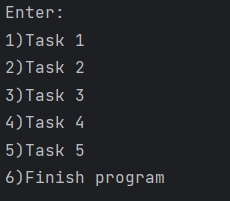 Enter:
1)Task 1
2)Task 2
3)Task 3
4)Task 4
5)Task 5
6)Finish program